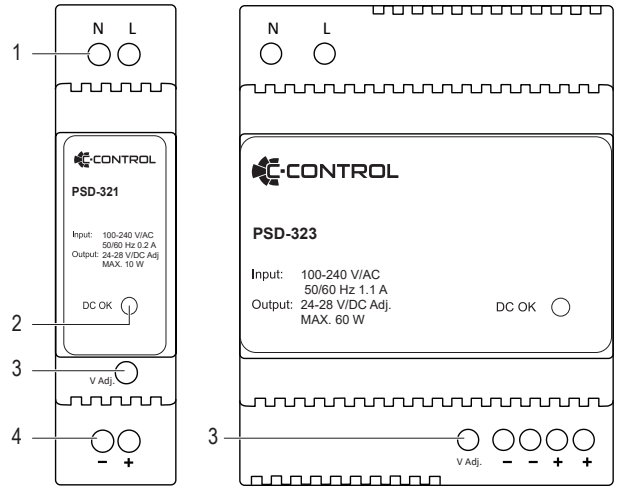 N L
1
C-CONTROL
PSD-321
Input: 100-240 V/AC
50/60 Hz 0.2 A
Output: 24-28 V/DC Adj
MAX. 10 W
DC OK
2
3
V Adj.
4
– +
N L
C-CONTROL
PSD-323
Input: 100-240 V/AC
50/60 Hz 1.1 A
Output: 24-28 V/DC Adj.
MAX. 60 W
DC OK
3
V Adj. – – + +